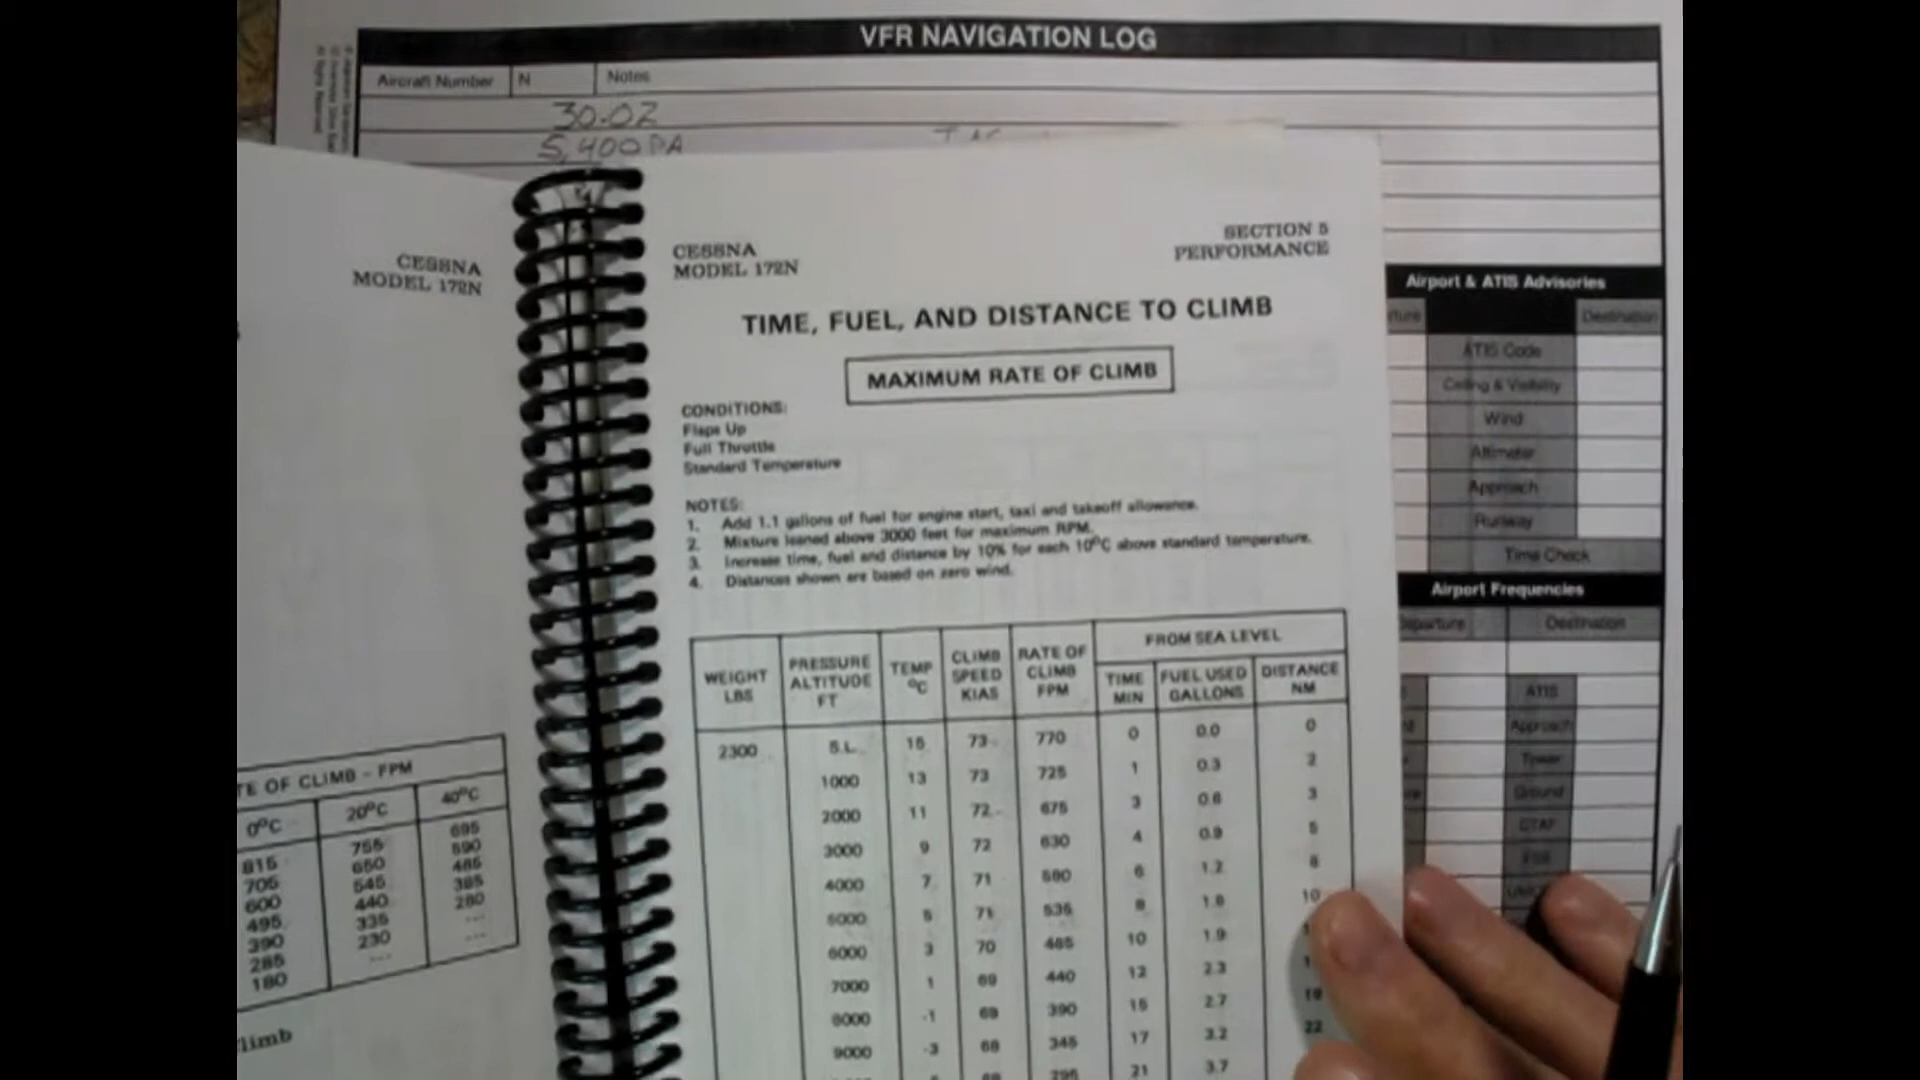 VFR NAVIGATION LOG
Aircraft Number N Notes
30.02
5,400 PA
CESSNA
MODEL 172N
TE OF CLIMB - FPM
0°C 20°C 40°C
815 755 695
705 650 590
600 545 485
495 440 385
390 335 280
285 230 ---
180 --- ---
limb
CESSNA
MODEL 172N
SECTION 5
PERFORMANCE
TIME, FUEL, AND DISTANCE TO CLIMB
MAXIMUM RATE OF CLIMB
CONDITIONS:
Flaps Up
Full Throttle
Standard Temperature
NOTES:
1. Add 1.1 gallons of fuel for engine start, taxi and takeoff allowance.
2. Mixture leaned above 3000 feet for maximum RPM.
3. Increase time, fuel and distance by 10% for each 10°C above standard temperature.
4. Distances shown are based on zero wind.
WEIGHT LBS PRESSURE ALTITUDE FT TEMP °C CLIMB SPEED KIAS RATE OF CLIMB FPM FROM SEA LEVEL
TIME MIN FUEL USED GALLONS DISTANCE NM
2300 S.L. 15 73 770 0 0.0 0
1000 13 73 725 1 0.3 2
2000 11 72 675 3 0.6 3
3000 9 72 630 4 0.9 5
4000 7 71 580 6 1.2 8
5000 5 71 535 8 1.6 10
6000 3 70 485 10 1.9
7000 1 69 440 12 2.3
8000 -1 69 390 15 2.7 19
9000 -3 68 345 17 3.2 22
68 295 21 3.7
Airport & ATIS Advisories
rture Destination
ATIS Code
Ceiling & Visibility
Wind
Altimeter
Approach
Runway
Time Check
Airport Frequencies
Departure Destination
ATIS
Approach
Tower
Ground
CTAF
FSS